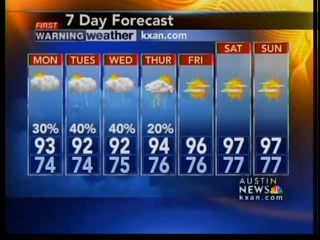 FIRST 7 Day Forecast
WARNING weather kxan.com
MON TUES WED THUR FRI SAT SUN
30% 40% 40% 20%
93 92 92 94 96 97 97
74 74 75 76 76 77 77
AUSTIN
NEWS
kxan.com